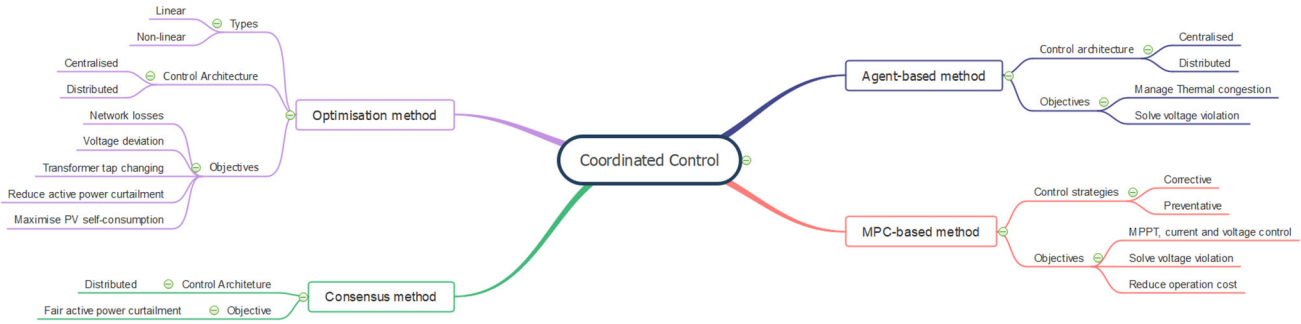 Coordinated Control
Optimisation method
Types
Linear
Non-linear
Control Architecture
Centralised
Distributed
Objectives
Network losses
Voltage deviation
Transformer tap changing
Reduce active power curtailment
Maximise PV self-consumption
Consensus method
Control Architeture
Distributed
Objective
Fair active power curtailment
Agent-based method
Control architecture
Centralised
Distributed
Objectives
Manage Thermal congestion
Solve voltage violation
MPC-based method
Control strategies
Corrective
Preventative
Objectives
MPPT, current and voltage control
Solve voltage violation
Reduce operation cost